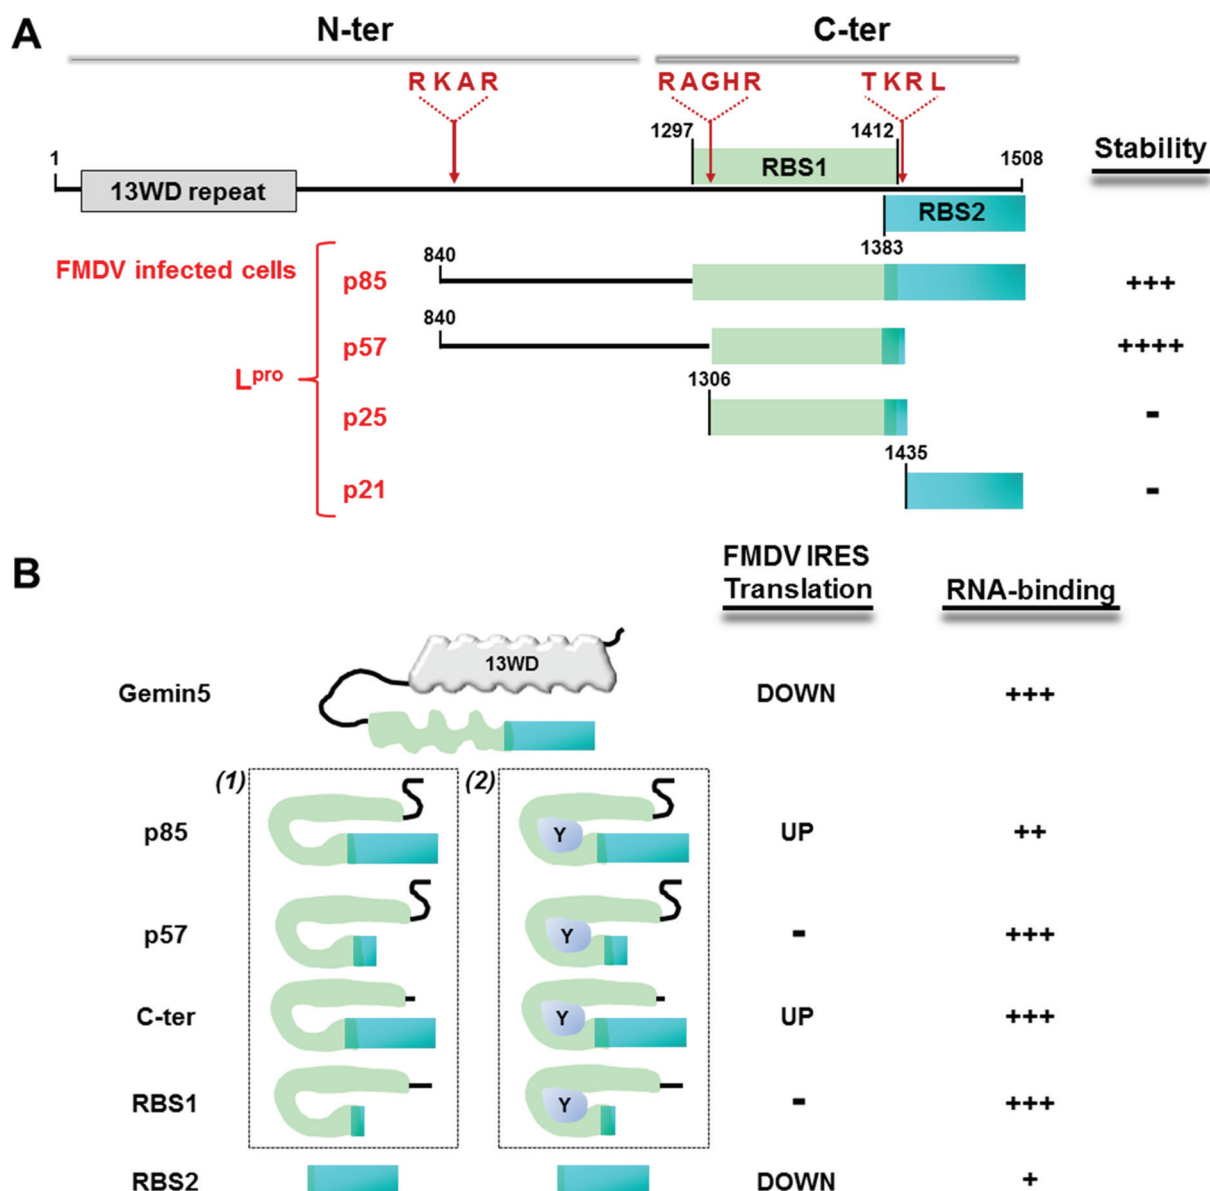 A
N-ter
C-ter
RKAR
RAGHR
TKRL
1
1297
1412
1508
Stability
13WD repeat
RBS1
RBS2
1383
FMDV infected cells
Lpro
p85
840
+++
p57
840
++++
p25
1306
-
p21
1435
-
B
FMDV IRES
Translation
RNA-binding
Gemin5
13WD
DOWN
+++
(1)
(2)
p85
Y
UP
++
p57
Y
-
+++
C-ter
Y
UP
+++
RBS1
Y
-
+++
RBS2
DOWN
+